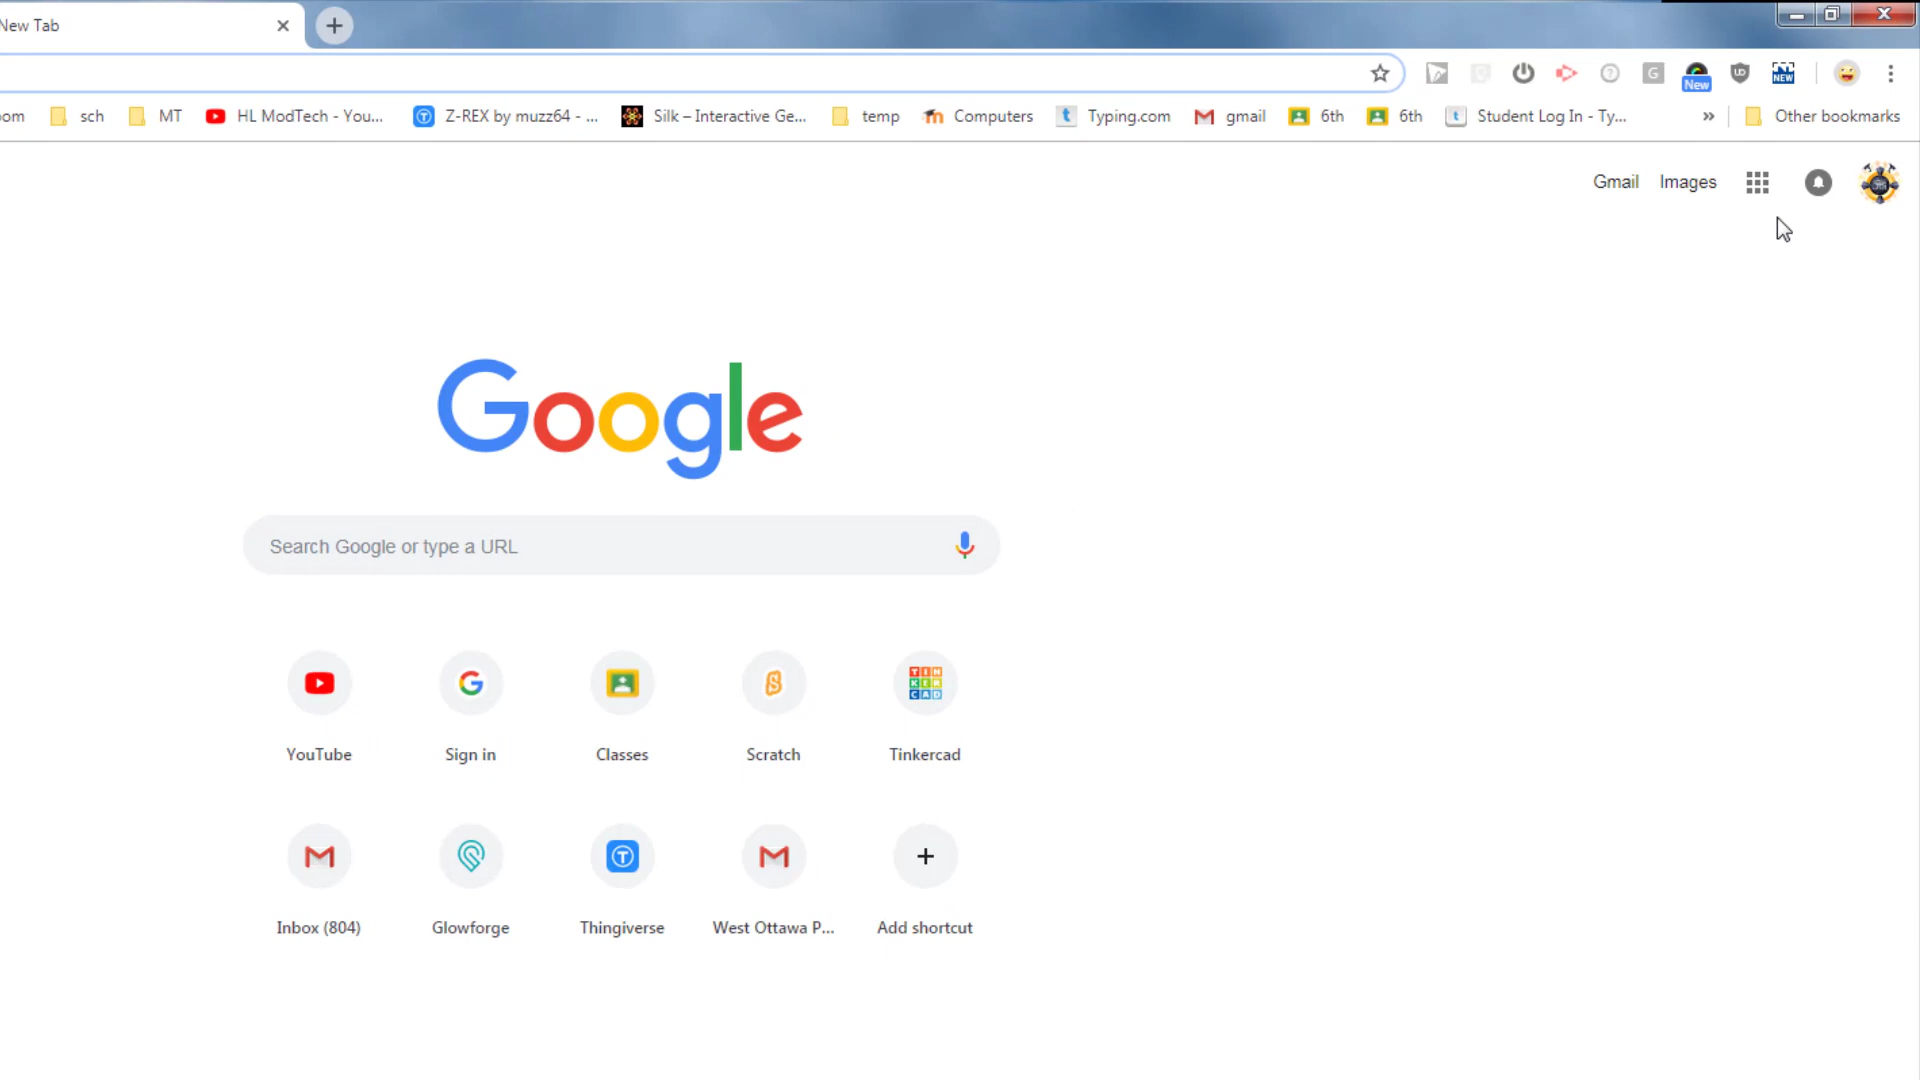 New Tab
New
NEW
om
sch
MT
HL ModTech - You...
Z-REX by muzz64 - ...
Silk – Interactive Ge...
temp
Computers
Typing.com
gmail
6th
6th
Student Log In - Ty...
»
Other bookmarks
Gmail
Images
Google
Search Google or type a URL
TINKERCAD
YouTube
Sign in
Classes
Scratch
Tinkercad
Inbox (804)
Glowforge
Thingiverse
West Ottawa P...
Add shortcut